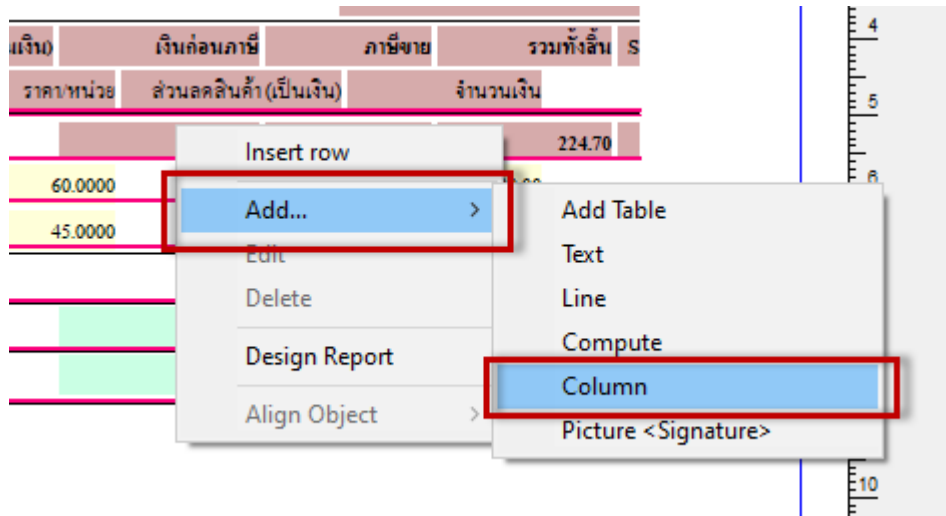 นเงิน) เงินก่อนภาษี ภาษีขาย รวมทั้งสิ้น S
ราคา/หน่วย ส่วนลดสินค้า (เป็นเงิน) จำนวนเงิน
224.70
60.0000
45.0000
Insert row
Add...
Edit
Delete
Design Report
Align Object
Add Table
Text
Line
Compute
Column
Picture <Signature>
4
5
6
10